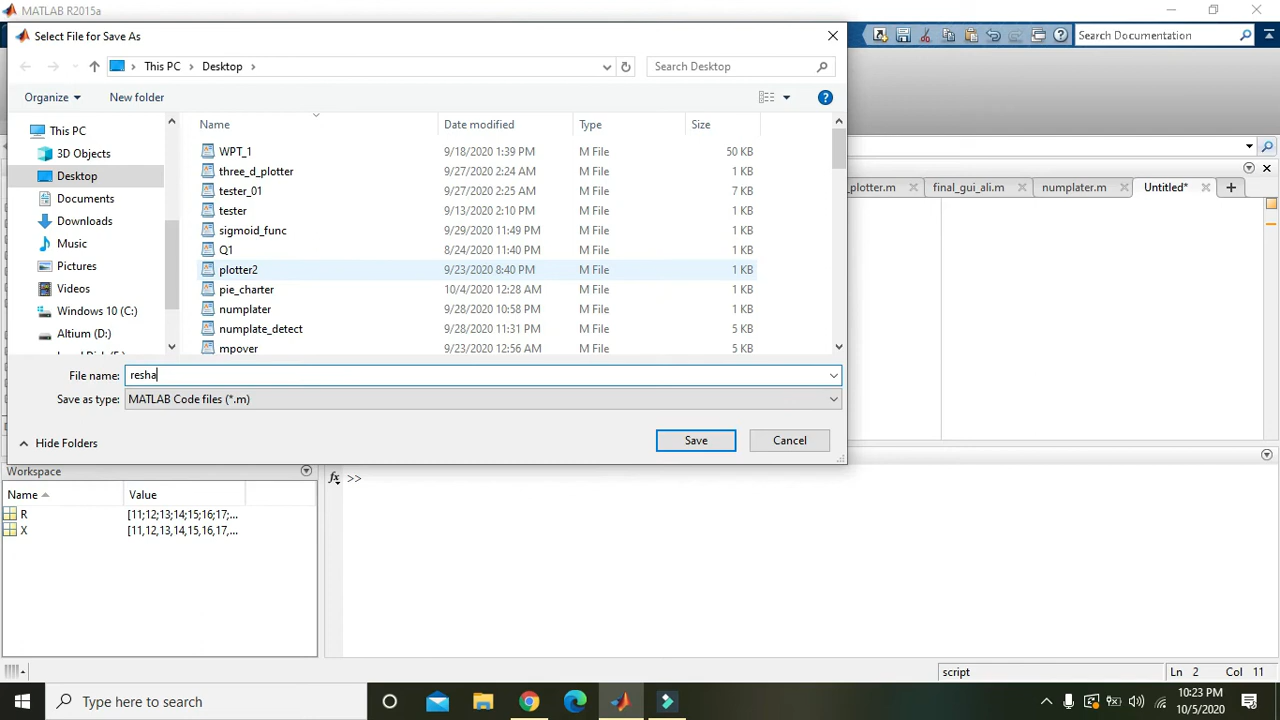 MATLAB R2015a
Select File for Save As
Search Documentation
This PC
Desktop
Search Desktop
Organize
New folder
Name Date modified Type Size
This PC
3D Objects
Desktop
Documents
Downloads
Music
Pictures
Videos
Windows 10 (C:)
Altium (D:)
WPT_1 9/18/2020 1:39 PM M File 50 KB
three_d_plotter 9/27/2020 2:24 AM M File 1 KB
tester_01 9/27/2020 2:25 AM M File 7 KB
tester 9/13/2020 2:10 PM M File 1 KB
sigmoid_func 9/29/2020 11:49 PM M File 1 KB
Q1 8/24/2020 11:40 PM M File 1 KB
plotter2 9/23/2020 8:40 PM M File 1 KB
pie_charter 10/4/2020 12:28 AM M File 1 KB
numplater 9/28/2020 10:58 PM M File 1 KB
numplate_detect 9/28/2020 11:31 PM M File 5 KB
mpover 9/23/2020 12:56 AM M File 5 KB
_plotter.m final_gui_ali.m numplater.m Untitled*
File name: resha
Save as type: MATLAB Code files (*.m)
Hide Folders
Save Cancel
Workspace
Name Value
R [11;12;13;14;15;16;17;...
X [11,12,13,14,15,16,17,...
fx >>
script Ln 2 Col 11
Type here to search
10:23 PM
10/5/2020